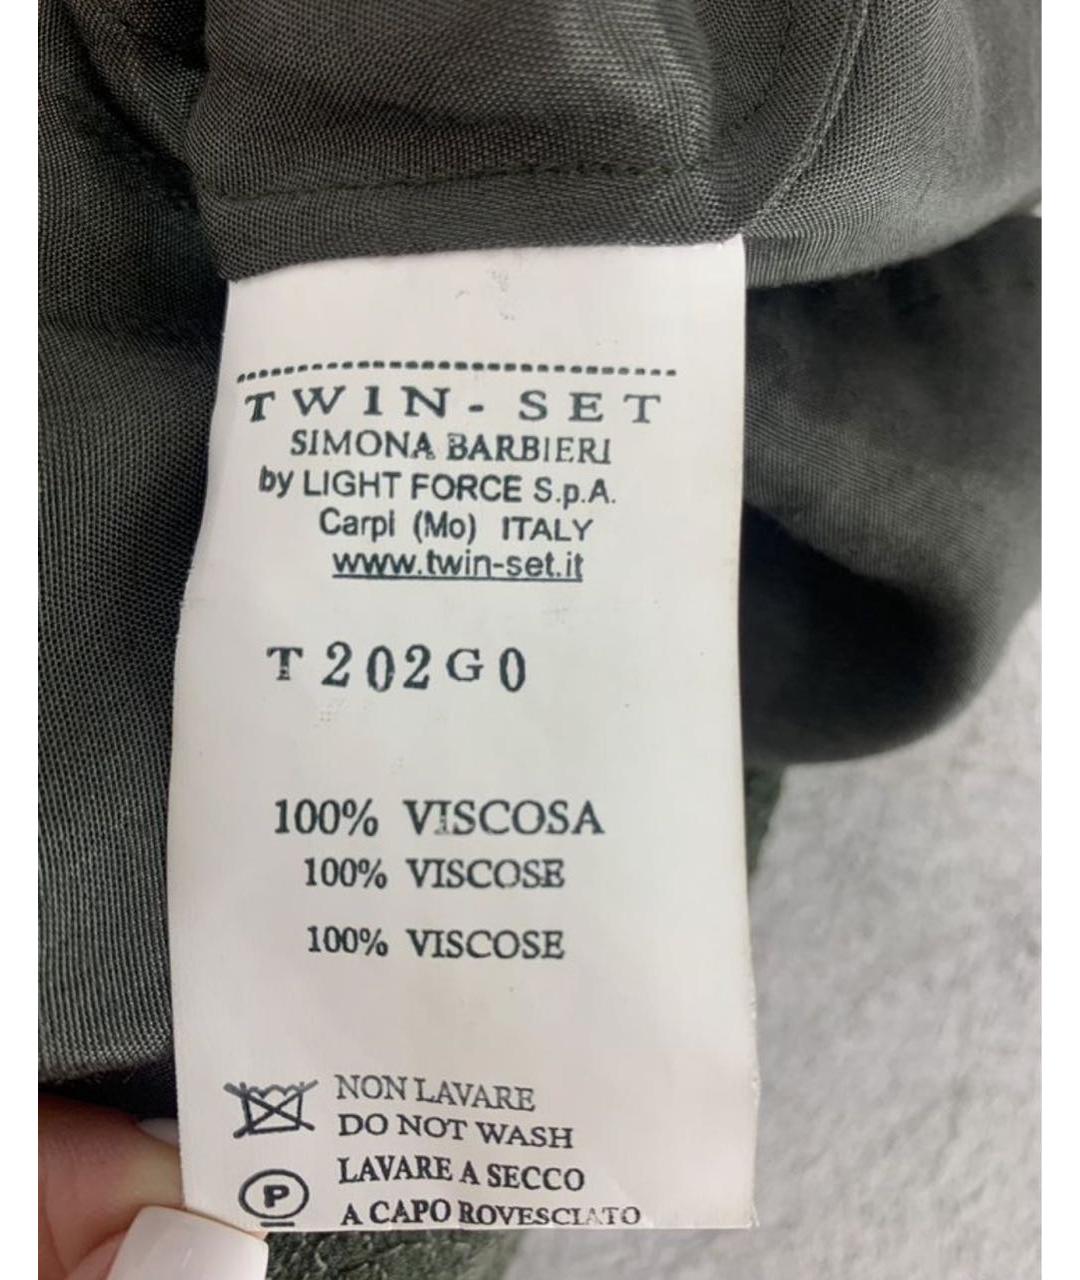 TWIN-SET
SIMONA BARBIERI
by LIGHT FORCE S.p.A.
Carpi (Mo) ITALY
www.twin-set.it
T202G0
100% VISCOSA
100% VISCOSE
100% VISCOSE
NON LAVARE
DO NOT WASH
LAVARE A SECCO
P
A CAPO ROVESCIATO